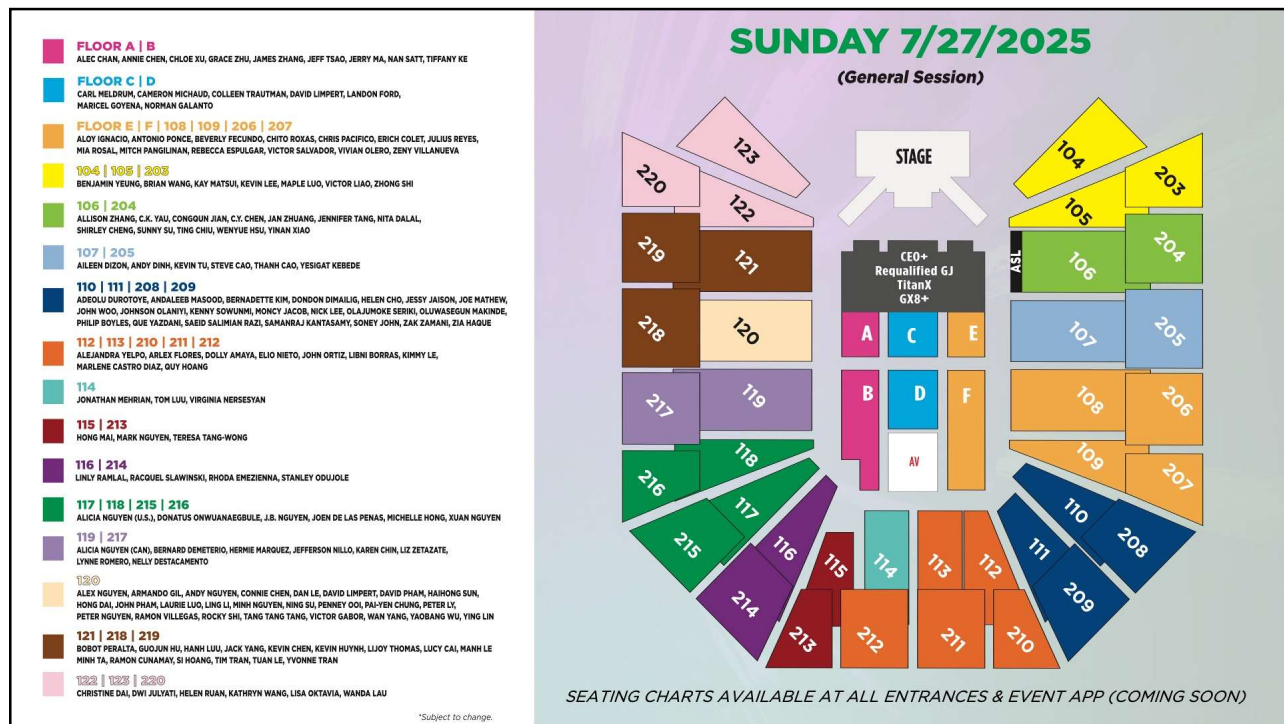 FLOOR A | B
ALEC CHAN, ANNIE CHEN, CHLOE XU, GRACE ZHU, JAMES ZHANG, JEFF TSAO, JERRY MA, NAN SATT, TIFFANY KE
FLOOR C | D
CARL MELDRUM, CAMERON MICHAUD, COLLEEN TRAUTMAN, DAVID LIMPERT, LANDON FORD,
MARICEL GOYENA, NORMAN GALANTO
FLOOR E | F | 108 | 109 | 206 | 207
ALOY IGNACIO, ANTONIO PONCE, BEVERLY FECUNDO, CHITO ROXAS, CHRIS PACIFICO, ERICH COLET, JULIUS REYES,
MIA ROSAL, MITCH PANGILINAN, REBECCA ESPULGAR, VICTOR SALVADOR, VIVIAN OLERO, ZENY VILLANUEVA
104 | 105 | 203
BENJAMIN YEUNG, BRIAN WANG, KAY MATSUI, KEVIN LEE, MAPLE LUO, VICTOR LIAO, ZHONG SHI
106 | 204
ALLISON ZHANG, C.K. YAU, CONGQUN JIAN, C.Y. CHEN, JAN ZHUANG, JENNIFER TANG, NITA DALAL,
SHIRLEY CHENG, SUNNY SU, TING CHIU, WENYUE HSU, YINAN XIAO
107 | 205
AILEEN DIZON, ANDY DINH, KEVIN TU, STEVE CAO, THANH CAO, YESIGAT KEBEDE
110 | 111 | 208 | 209
ADEOLU DUROTOYE, ANDALEEB MASOOD, BERNADETTE KIM, DONDON DIMAILIG, HELEN CHO, JESSY JAISON, JOE MATHEW,
JOHN WOO, JOHNSON OLANIYI, KENNY SOWUNMI, MONCY JACOB, NICK LEE, OLAJUMOKE SERIKI, OLUWASEGUN MAKINDE,
PHILIP BOYLES, QUE YAZDANI, SAEID SALIMIAN RAZI, SAMANRAJ KANTASAMY, SONEY JOHN, ZAK ZAMANI, ZIA HAQUE
112 | 113 | 210 | 211 | 212
ALEJANDRA YELPO, ARLEX FLORES, DOLLY AMAYA, ELIO NIETO, JOHN ORTIZ, LIBNI BORRAS, KIMMY LE,
MARLENE CASTRO DIAZ, QUY HOANG
114
JONATHAN MEHRIAN, TOM LUU, VIRGINIA NERSESYAN
115 | 213
HONG MAI, MARK NGUYEN, TERESA TANG-WONG
116 | 214
LINLY RAMLAL, RACQUEL SLAWINSKI, RHODA EMEZIENNA, STANLEY ODUJOLE
117 | 118 | 215 | 216
ALICIA NGUYEN (U.S.), DONATUS ONWUANAEGBULE, J.B. NGUYEN, JOEN DE LAS PENAS, MICHELLE HONG, XUAN NGUYEN
119 | 217
ALICIA NGUYEN (CAN), BERNARD DEMETERIO, HERMIE MARQUEZ, JEFFERSON NILLO, KAREN CHIN, LIZ ZETAZATE,
LYNNE ROMERO, NELLY DESTACAMENTO
120
ALEX NGUYEN, ARMANDO GIL, ANDY NGUYEN, CONNIE CHEN, DAN LE, DAVID LIMPERT, DAVID PHAM, HAIHONG SUN,
HONG DAI, JOHN PHAM, LAURIE LUO, LING LI, MINH NGUYEN, NING SU, PENNEY OOI, PAI-YEN CHUNG, PETER LY,
PETER NGUYEN, RAMON VILLEGAS, ROCKY SHI, TANG TANG TANG, VICTOR GABOR, WAN YANG, YAOBANG WU, YING LIN
121 | 218 | 219
BOBOT PERALTA, GUOJUN HU, HANH LUU, JACK YANG, KEVIN CHEN, KEVIN HUYNH, LIJOY THOMAS, LUCY CAI, MANH LE
MINH TA, RAMON CUNAMAY, SI HOANG, TIM TRAN, TUAN LE, YVONNE TRAN
122 | 123 | 220
CHRISTINE DAI, DWI JULYATI, HELEN RUAN, KATHRYN WANG, LISA OKTAVIA, WANDA LAU
*Subject to change.
SUNDAY 7/27/2025
(General Session)
STAGE
123
104
220
203
122
105
219
121
ASL
106
204
CEO+
Requalified GJ
TitanX
GX8+
218
120
A
C
E
107
205
217
119
B
D
F
108
206
AV
118
109
216
207
117
110
215
116
111
208
115
114
113
112
214
209
213
212
211
210
SEATING CHARTS AVAILABLE AT ALL ENTRANCES & EVENT APP (COMING SOON)